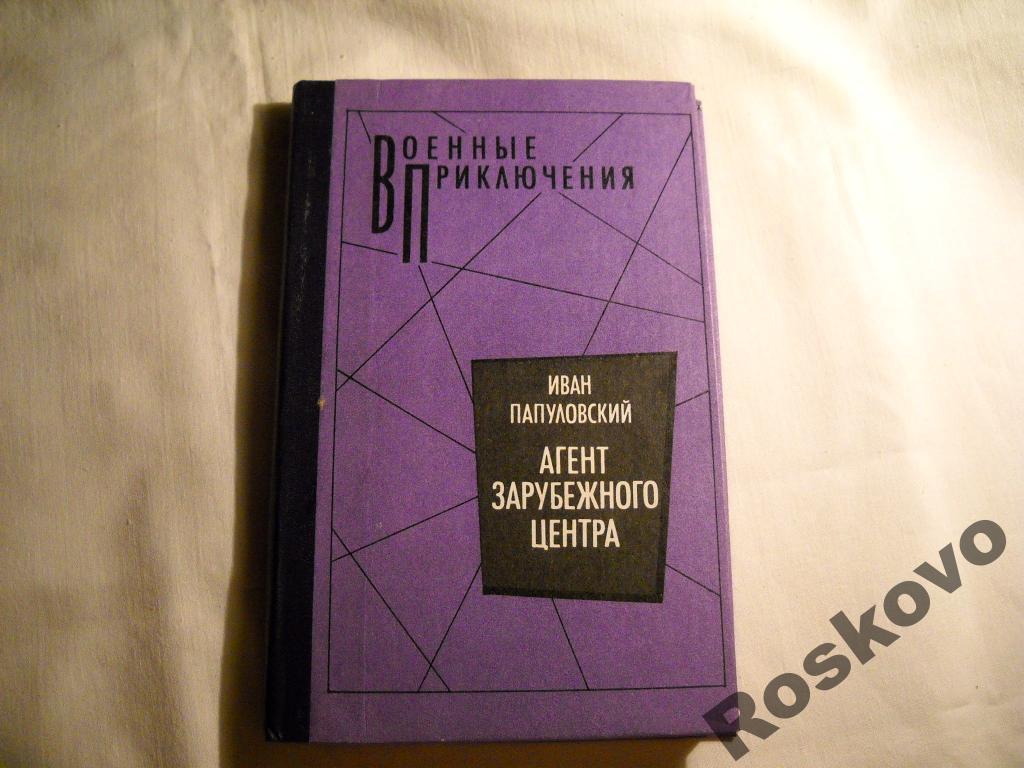 ВОЕННЫЕ
ПРИКЛЮЧЕНИЯ
ИВАН
ПАПУЛОВСКИЙ
АГЕНТ
ЗАРУБЕЖНОГО
ЦЕНТРА
Roskovo